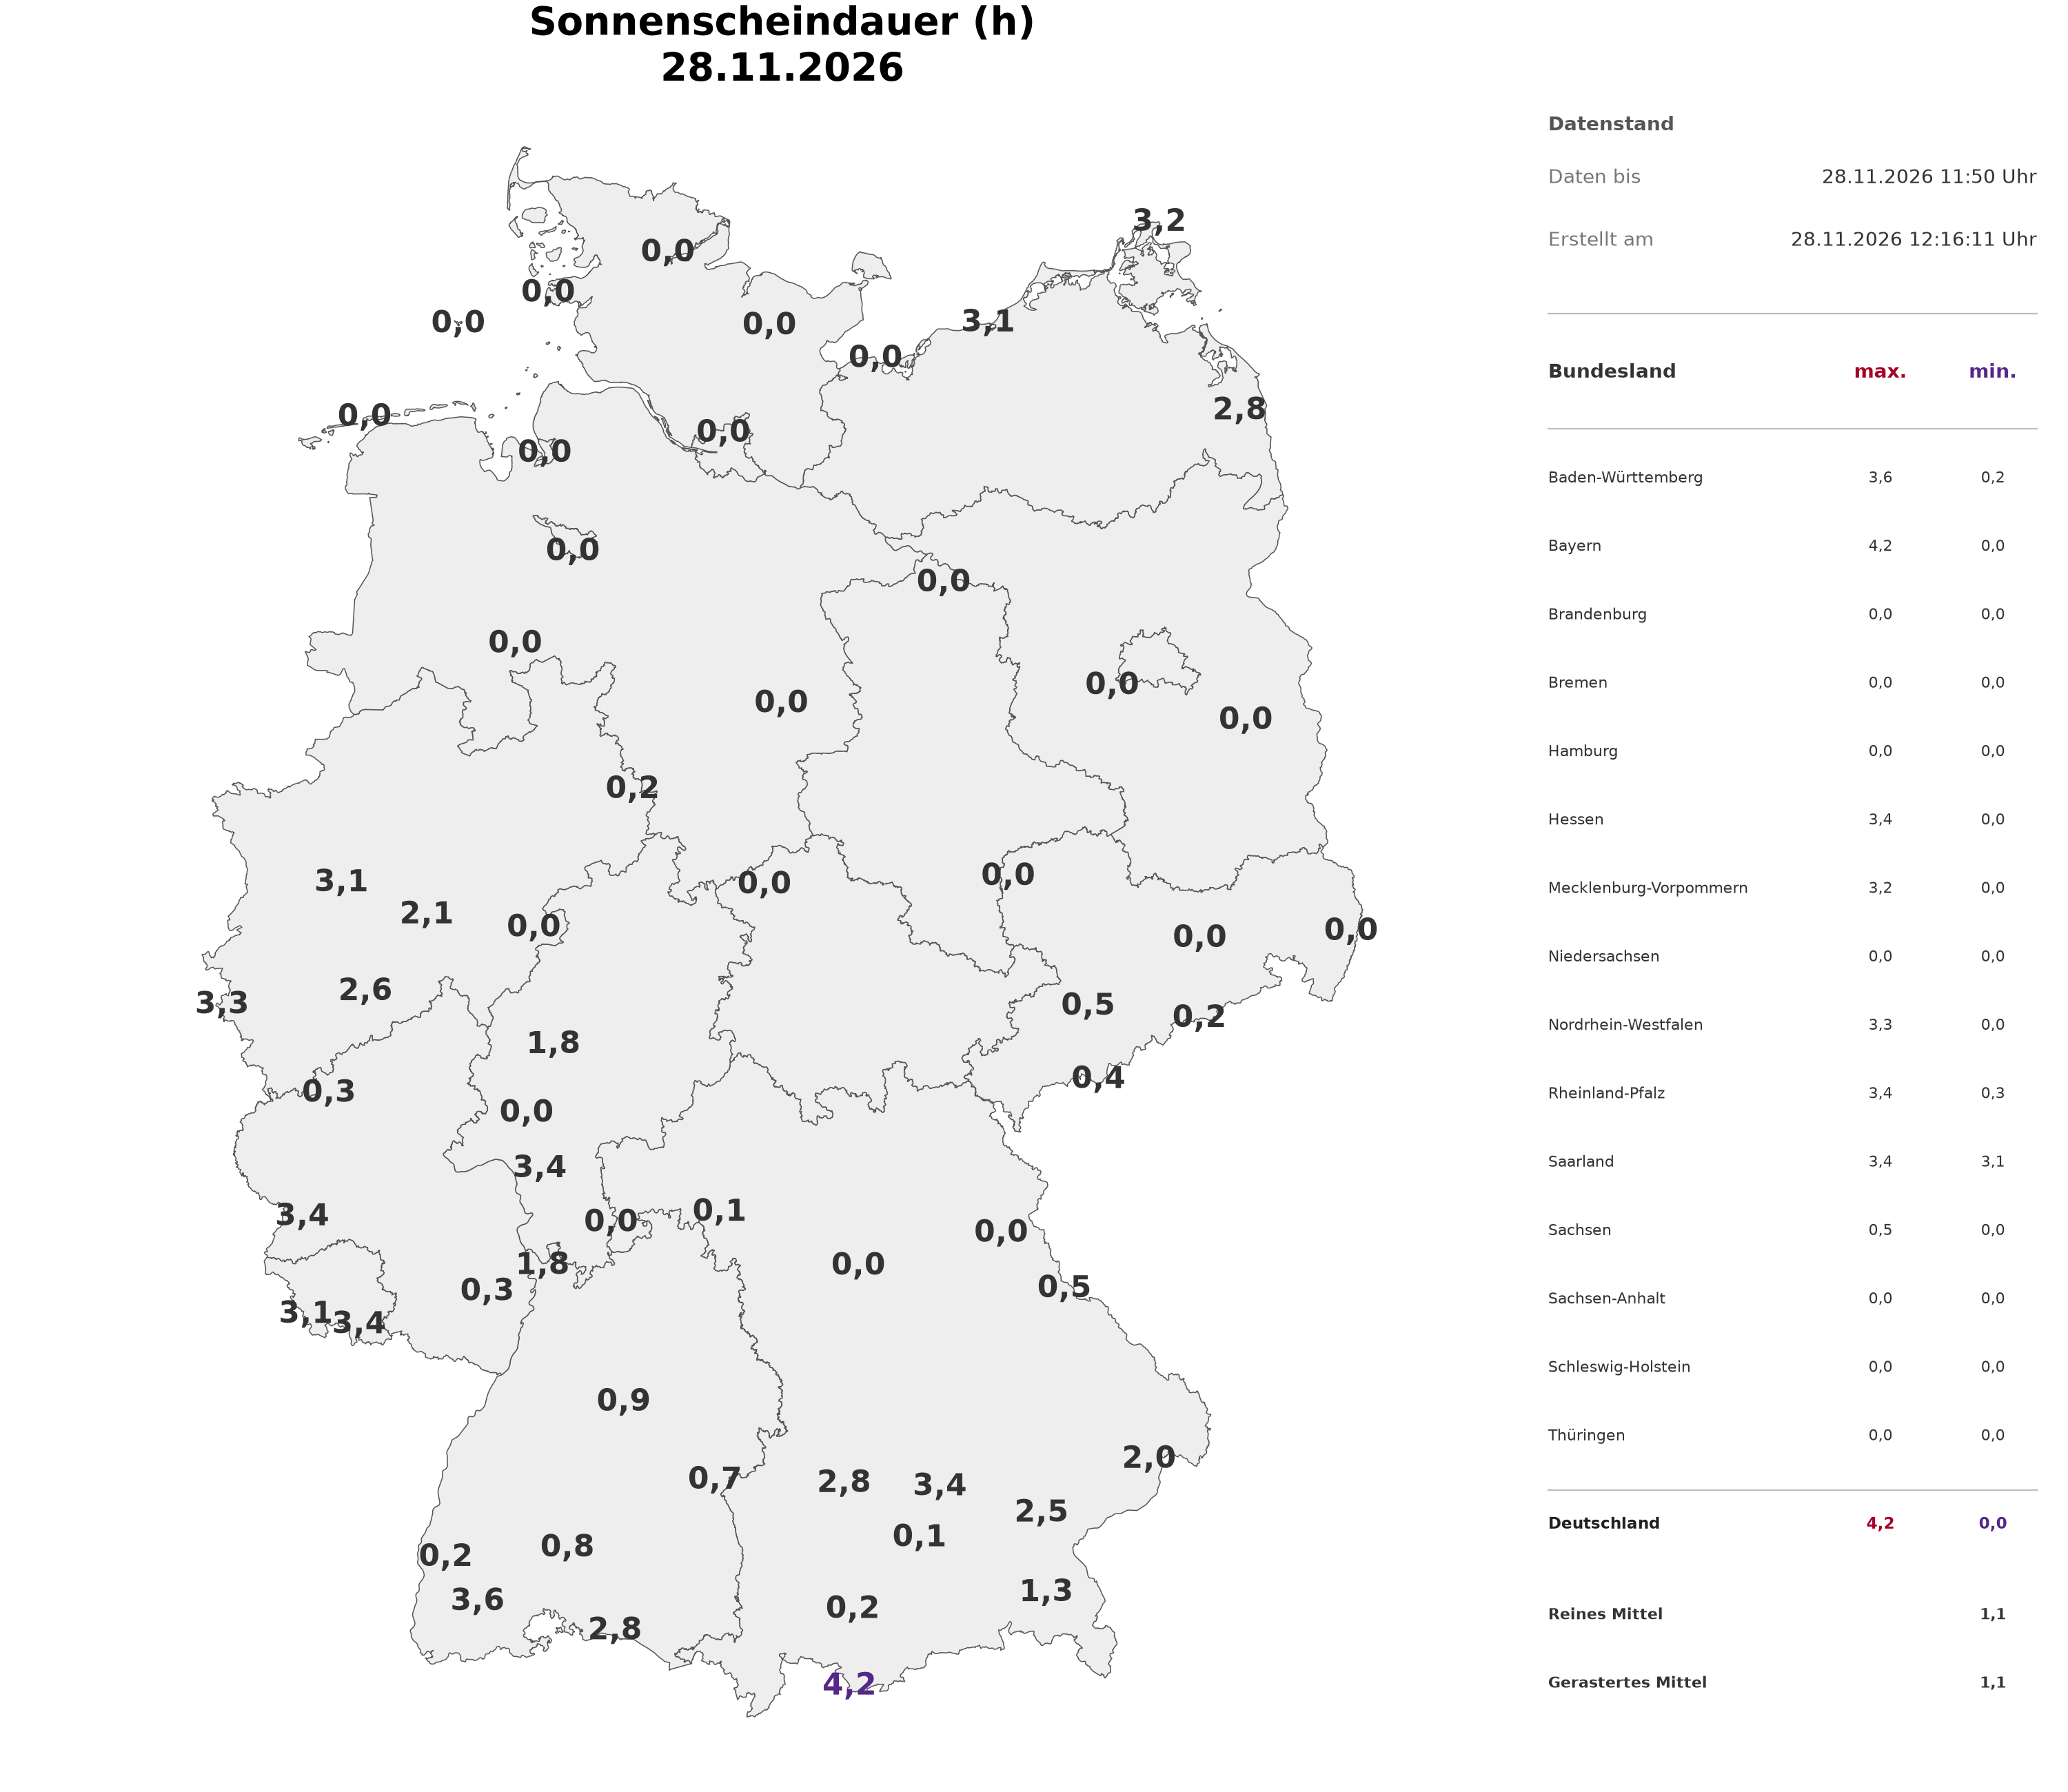 Sonnenscheindauer (h)
28.11.2026
Datenstand
Daten bis 28.11.2026 11:50 Uhr
Erstellt am 28.11.2026 12:16:11 Uhr
Bundesland max. min.
Baden-Württemberg 3,6 0,2
Bayern 4,2 0,0
Brandenburg 0,0 0,0
Bremen 0,0 0,0
Hamburg 0,0 0,0
Hessen 3,4 0,0
Mecklenburg-Vorpommern 3,2 0,0
Niedersachsen 0,0 0,0
Nordrhein-Westfalen 3,3 0,0
Rheinland-Pfalz 3,4 0,3
Saarland 3,4 3,1
Sachsen 0,5 0,0
Sachsen-Anhalt 0,0 0,0
Schleswig-Holstein 0,0 0,0
Thüringen 0,0 0,0
Deutschland 4,2 0,0
Reines Mittel 1,1
Gerastertes Mittel 1,1
3,2
0,0
0,0
0,0
0,0
3,1
0,0
2,8
0,0
0,0
0,0
0,0
0,0
0,0
0,0
0,0
0,0
0,2
3,1
0,0
0,0
2,1
0,0
0,0
0,0
2,6
3,3
0,5
0,2
1,8
0,4
0,3
0,0
3,4
3,4
0,0
0,1
0,0
1,8
0,0
0,3
0,5
3,1
3,4
0,9
2,0
0,7
2,8
3,4
2,5
0,1
0,2
0,8
3,6
1,3
0,2
2,8
4,2